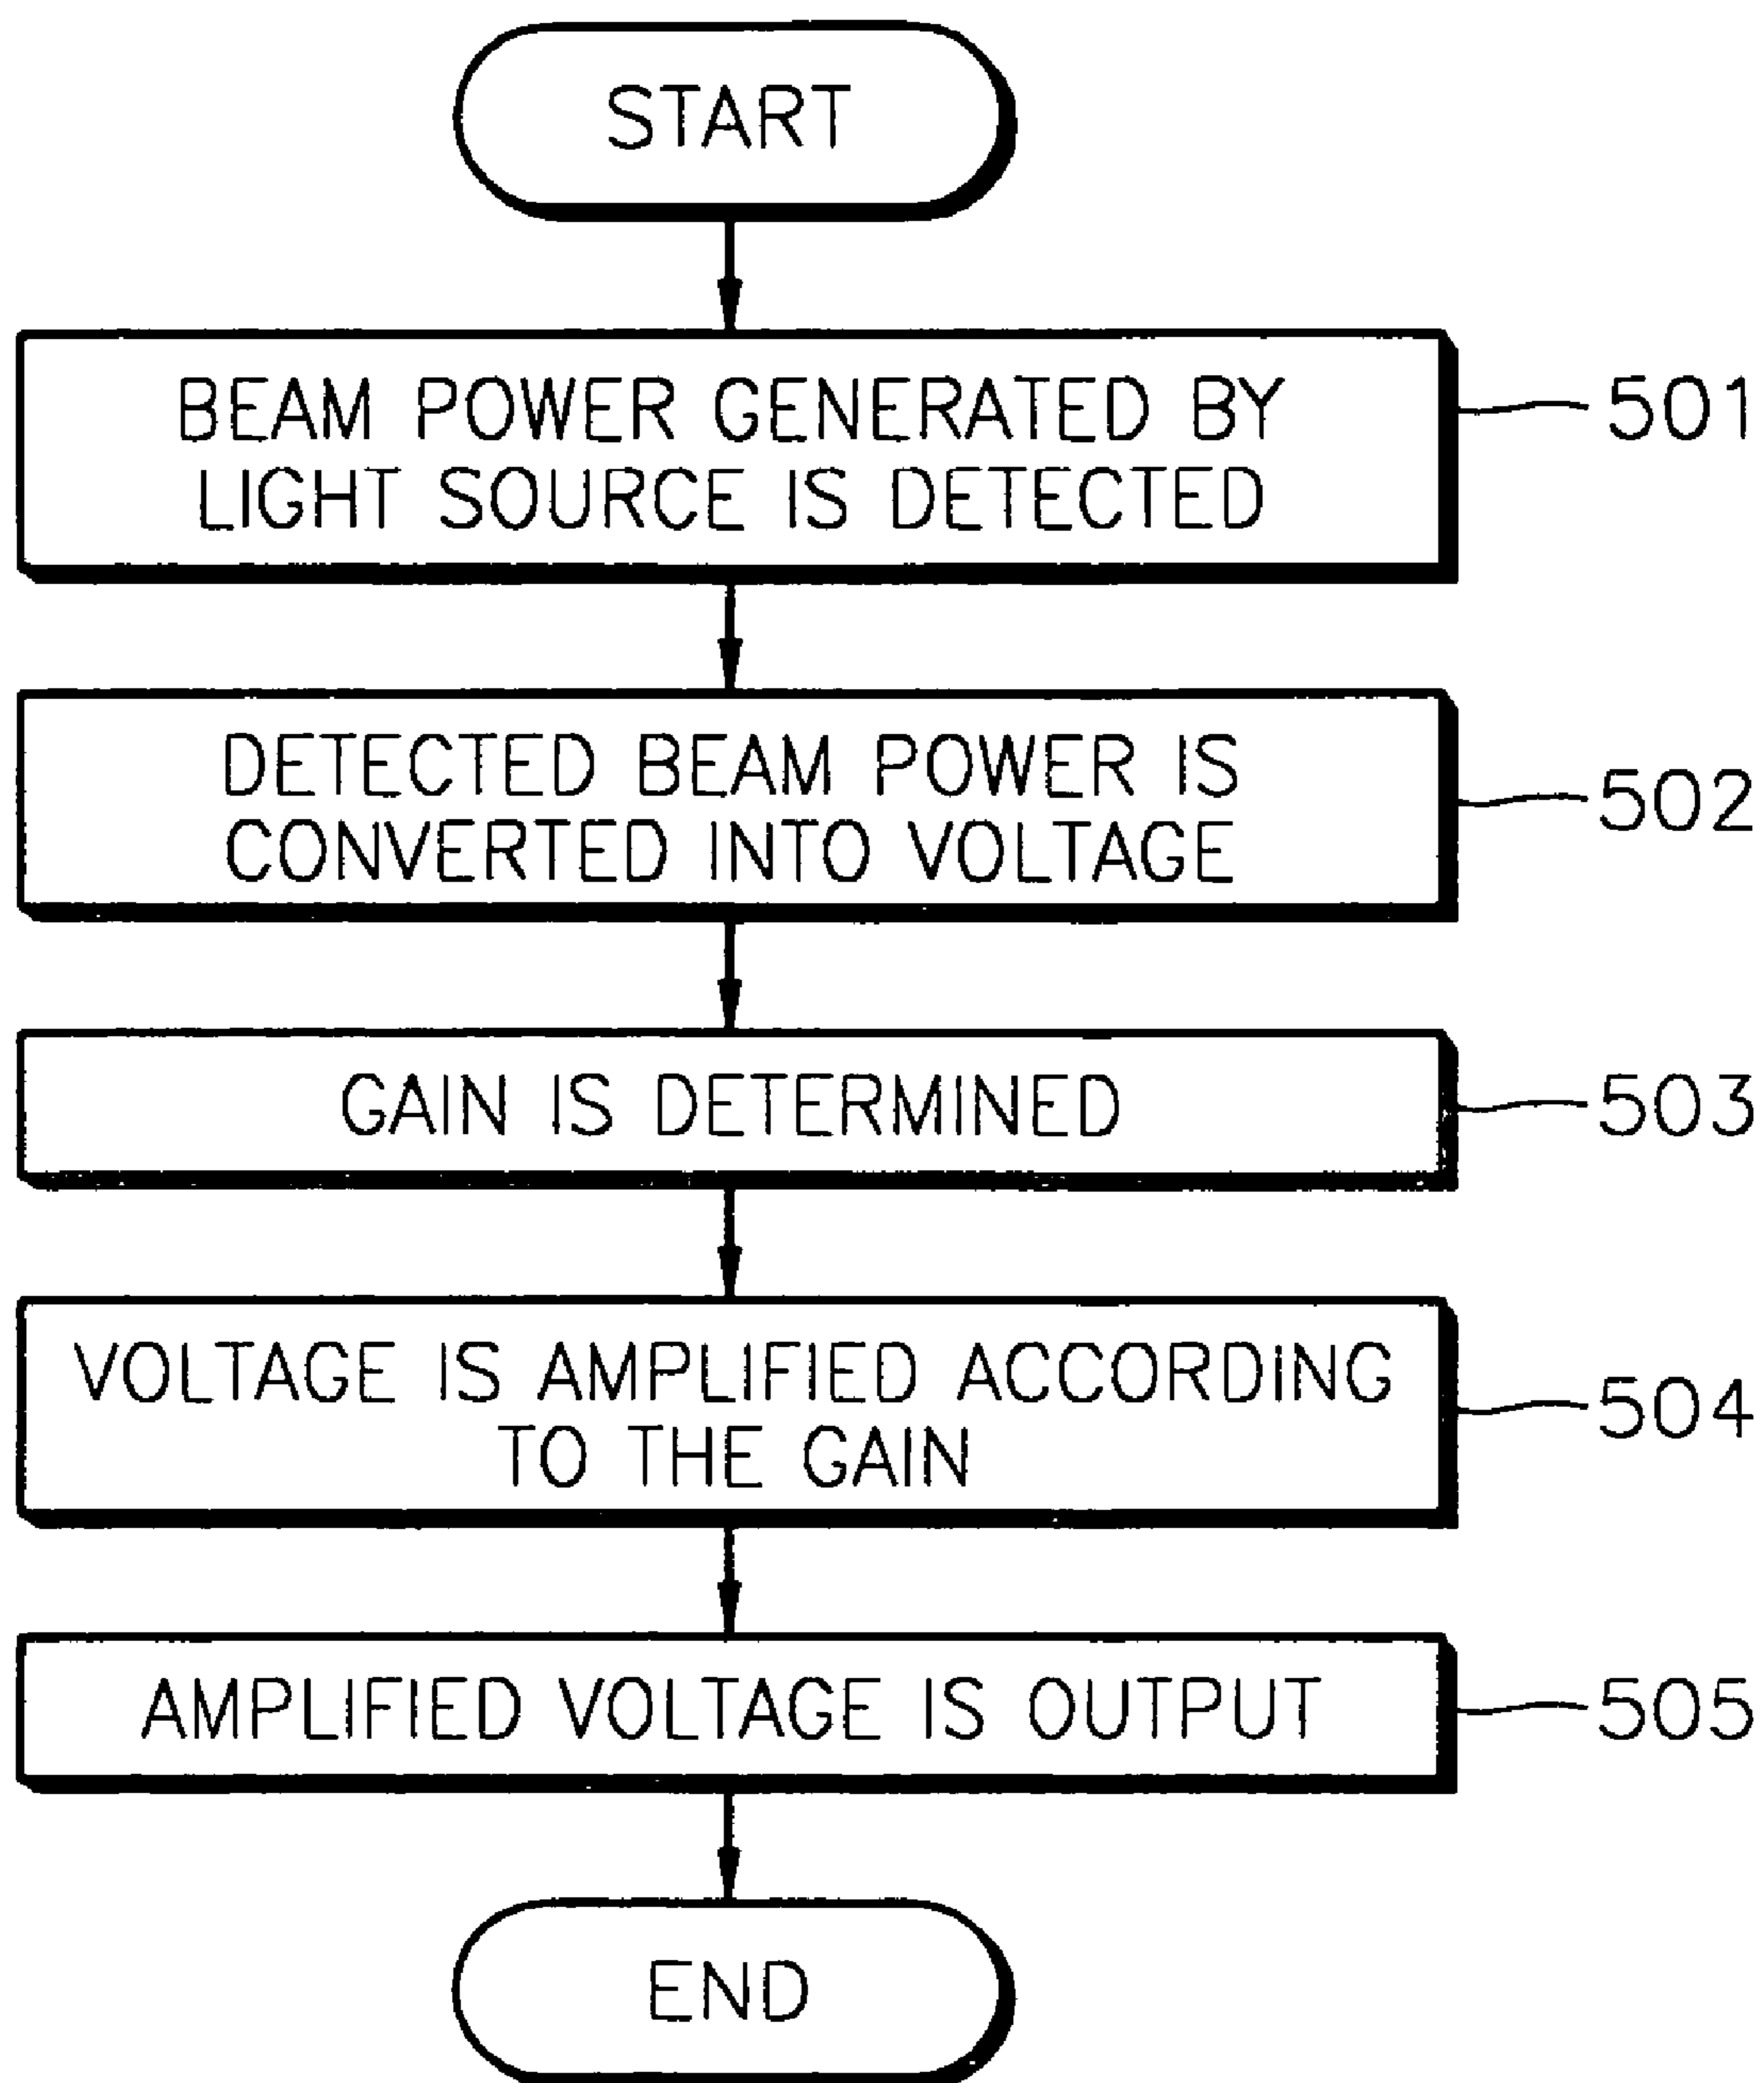 START
BEAM POWER GENERATED BY
LIGHT SOURCE IS DETECTED
501
DETECTED BEAM POWER IS
CONVERTED INTO VOLTAGE
502
GAIN IS DETERMINED
503
VOLTAGE IS AMPLIFIED ACCORDING
TO THE GAIN
504
AMPLIFIED VOLTAGE IS OUTPUT
505
END